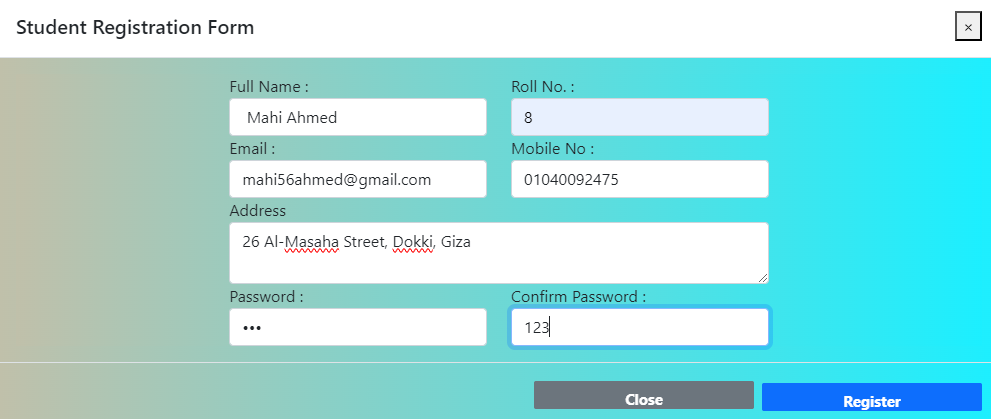 Student Registration Form ×
Full Name : Roll No. :
Mahi Ahmed 8
Email : Mobile No :
mahi56ahmed@gmail.com 01040092475
Address
26 Al-Masaha Street, Dokki, Giza
Password : Confirm Password :
••• 123
Close Register